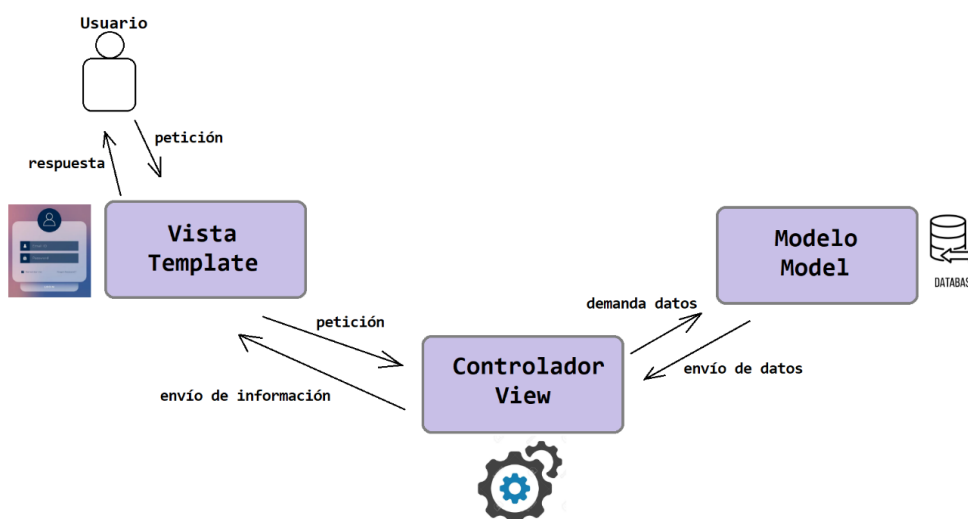 Usuario
petición
respuesta
Vista
Template
Modelo
Model
DATABAS
demanda datos
petición
Controlador
View
envío de datos
envío de información